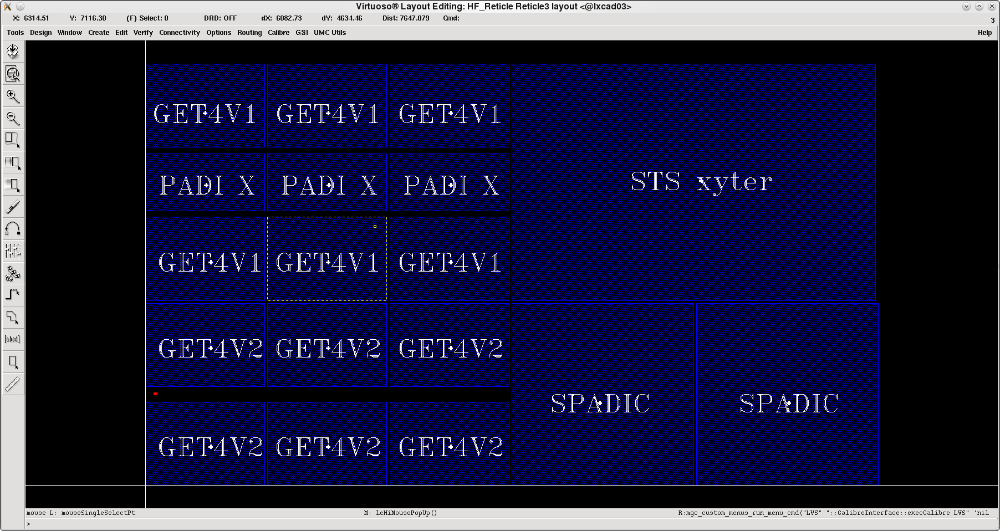 Virtuoso® Layout Editing: HF_Reticle Reticle3 layout <@lxcad03>
X: 6314.51 Y: 7116.30 (F) Select: 0 DRD: OFF dX: 6082.73 dY: 4634.46 Dist: 7647.079 Cmd:
3
Tools Design Window Create Edit Verify Connectivity Options Routing Calibre GSI UMC Utils Help
GET4V1 GET4V1 GET4V1
STS xyter
PADI X PADI X PADI X
GET4V1 GET4V1 GET4V1
GET4V2 GET4V2 GET4V2
[abcd]
SPADIC SPADIC
GET4V2 GET4V2 GET4V2
mouse L: mouseSingleSelectPt M: leHiMousePopUp() R:mgc_custom_menus_run_menu_cmd("LVS" "::CalibreInterface::execCalibre LVS" 'nil
>